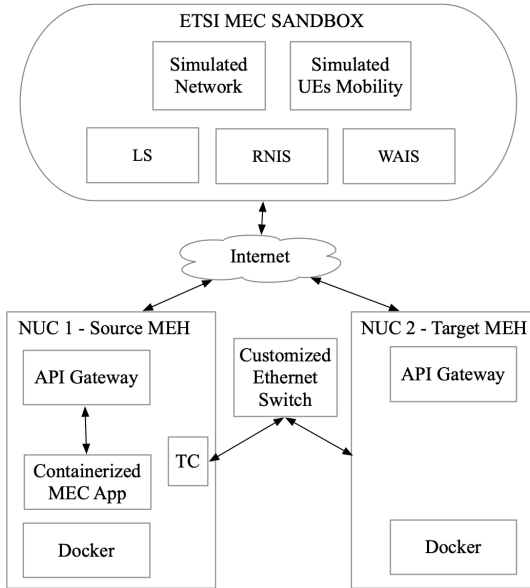 ETSI MEC SANDBOX
Simulated
Network
Simulated
UEs Mobility
LS
RNIS
WAIS
Internet
NUC 1 - Source MEH
API Gateway
Containerized
MEC App
Docker
TC
Customized
Ethernet
Switch
NUC 2 - Target MEH
API Gateway
Docker